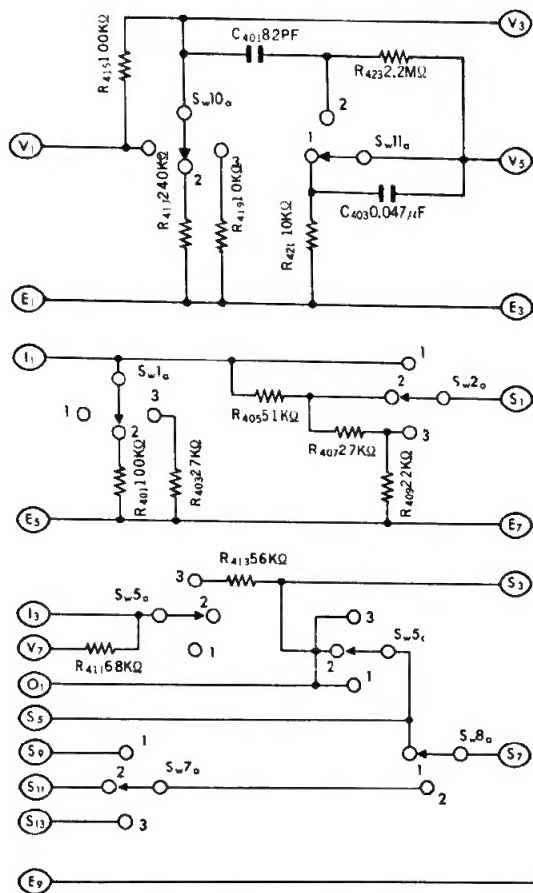 C401 82PF
V3
R415 100KΩ
R423 2.2MΩ
Sw10a
2
1
Sw11a
V1
V5
2
3
R417 240KΩ
R419 10KΩ
C403 0.047μF
R421 10KΩ
E1
E3
I1
1
Sw1a
2
Sw2a
S1
1
3
R405 51KΩ
2
R407 27KΩ
3
R401 100KΩ
R403 27KΩ
R409 22KΩ
E5
E7
R413 56KΩ
3
S3
Sw5a
I3
2
3
V7
Sw5c
R411 68KΩ
1
2
O1
1
S5
Sw8a
S9
1
S7
1
S11
2
Sw7a
2
S13
3
E9